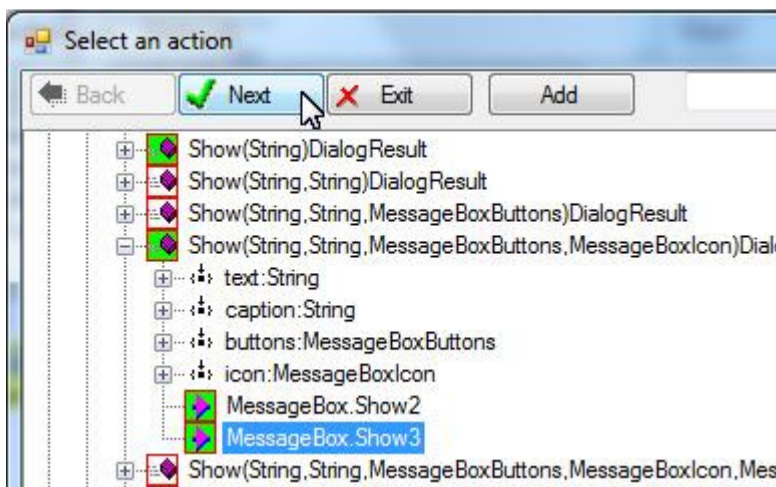 Select an action
Back Next Exit Add
Show(String)DialogResult
Show(String,String)DialogResult
Show(String,String,MessageBoxButtons)DialogResult
Show(String,String,MessageBoxButtons,MessageBoxIcon)Dial
text:String
caption:String
buttons:MessageBoxButtons
icon:MessageBoxIcon
MessageBox.Show2
MessageBox.Show3
Show(String,String,MessageBoxButtons,MessageBoxIcon,Mes